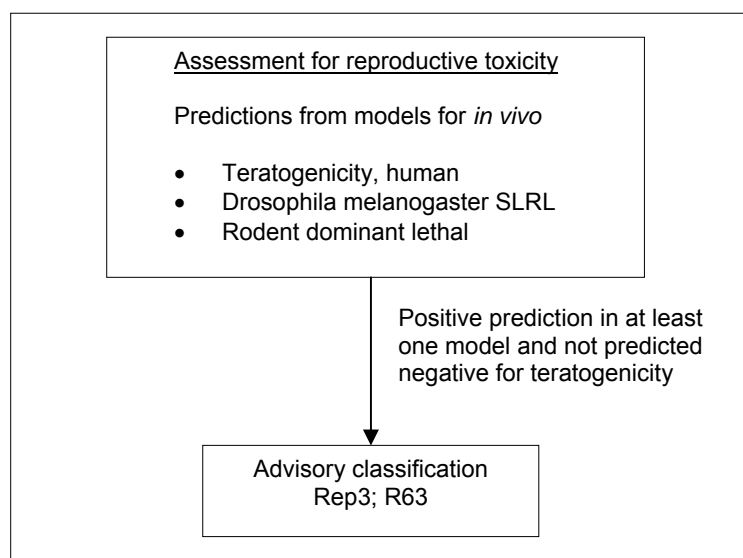 Assessment for reproductive toxicity
Predictions from models for in vivo
• Teratogenicity, human
• Drosophila melanogaster SLRL
• Rodent dominant lethal
Positive prediction in at least
one model and not predicted
negative for teratogenicity
Advisory classification
Rep3; R63